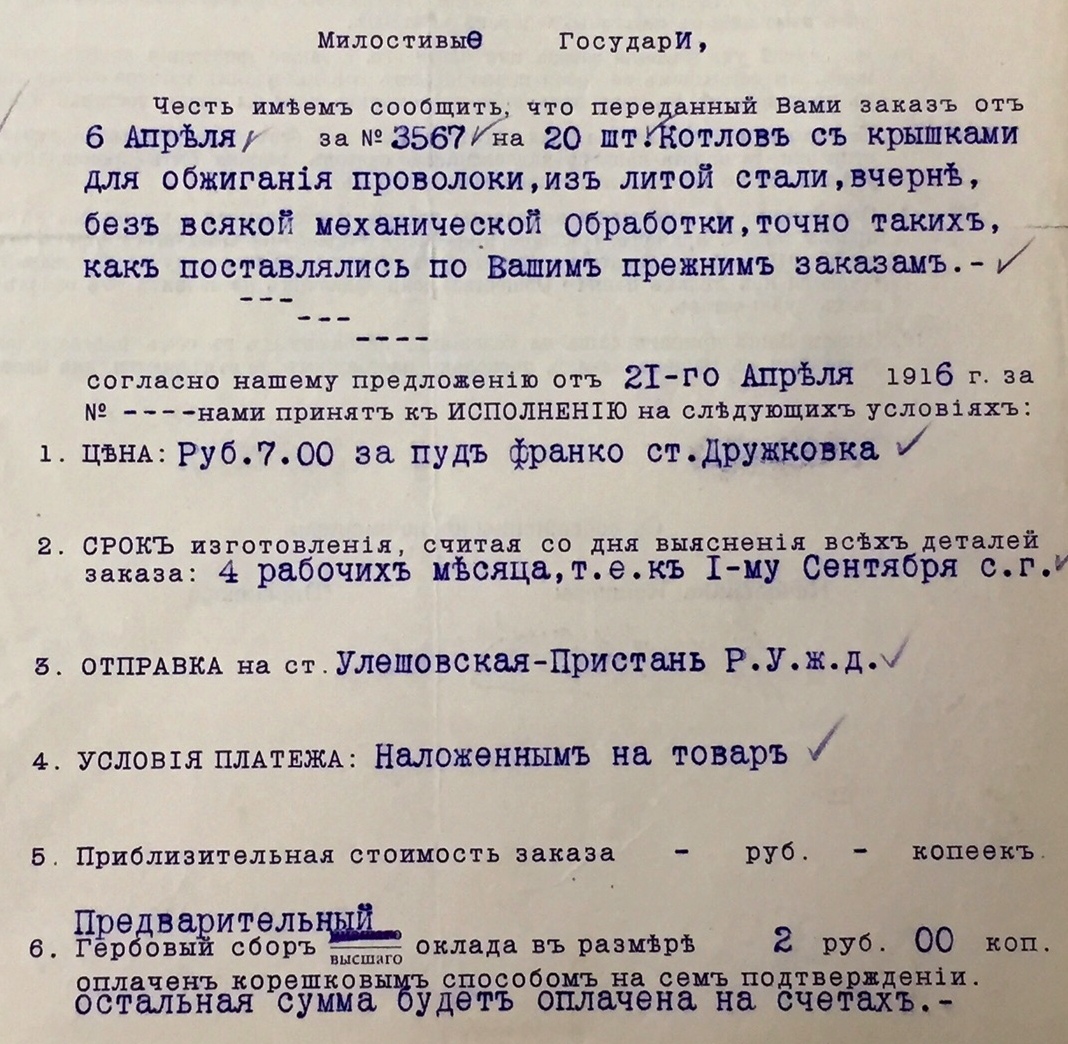 Милостивые Государи,
Честь имѣемъ сообщить, что переданный Вами заказъ отъ
6 Апрѣля за № 3567 на 20 шт. Котловъ съ крышками
для обжиганія проволоки,изъ литой стали,вчернѣ,
безъ всякой механической обработки,точно такихъ,
какъ поставлялись по Вашимъ прежнимъ заказамъ.-
---
---
----
согласно нашему предложенію отъ 2I-го Апрѣля 1916 г. за
№ ----нами принятъ къ ИСПОЛНЕНІЮ на слѣдующихъ условіяхъ:
1. ЦѢНА: Руб.7.00 за пудъ франко ст.Дружковка
2. СРОКЪ изготовленія, считая со дня выясненія всѣхъ деталей
заказа: 4 рабочихъ мѣсяца,т.е.къ I-му Сентября с.г.
3. ОТПРАВКА на ст. Улешовская-Пристань Р.У.ж.д.
4. УСЛОВІЯ ПЛАТЕЖА: Наложеннымъ на товаръ
5. Приблизительная стоимость заказа - руб. - копеекъ.
Предварительный
6. Гербовый сборъ высшаго оклада въ размѣрѣ 2 руб. 00 коп.
оплаченъ корешковымъ способомъ на семъ подтвержденіи.
остальная сумма будетъ оплачена на счетахъ.-